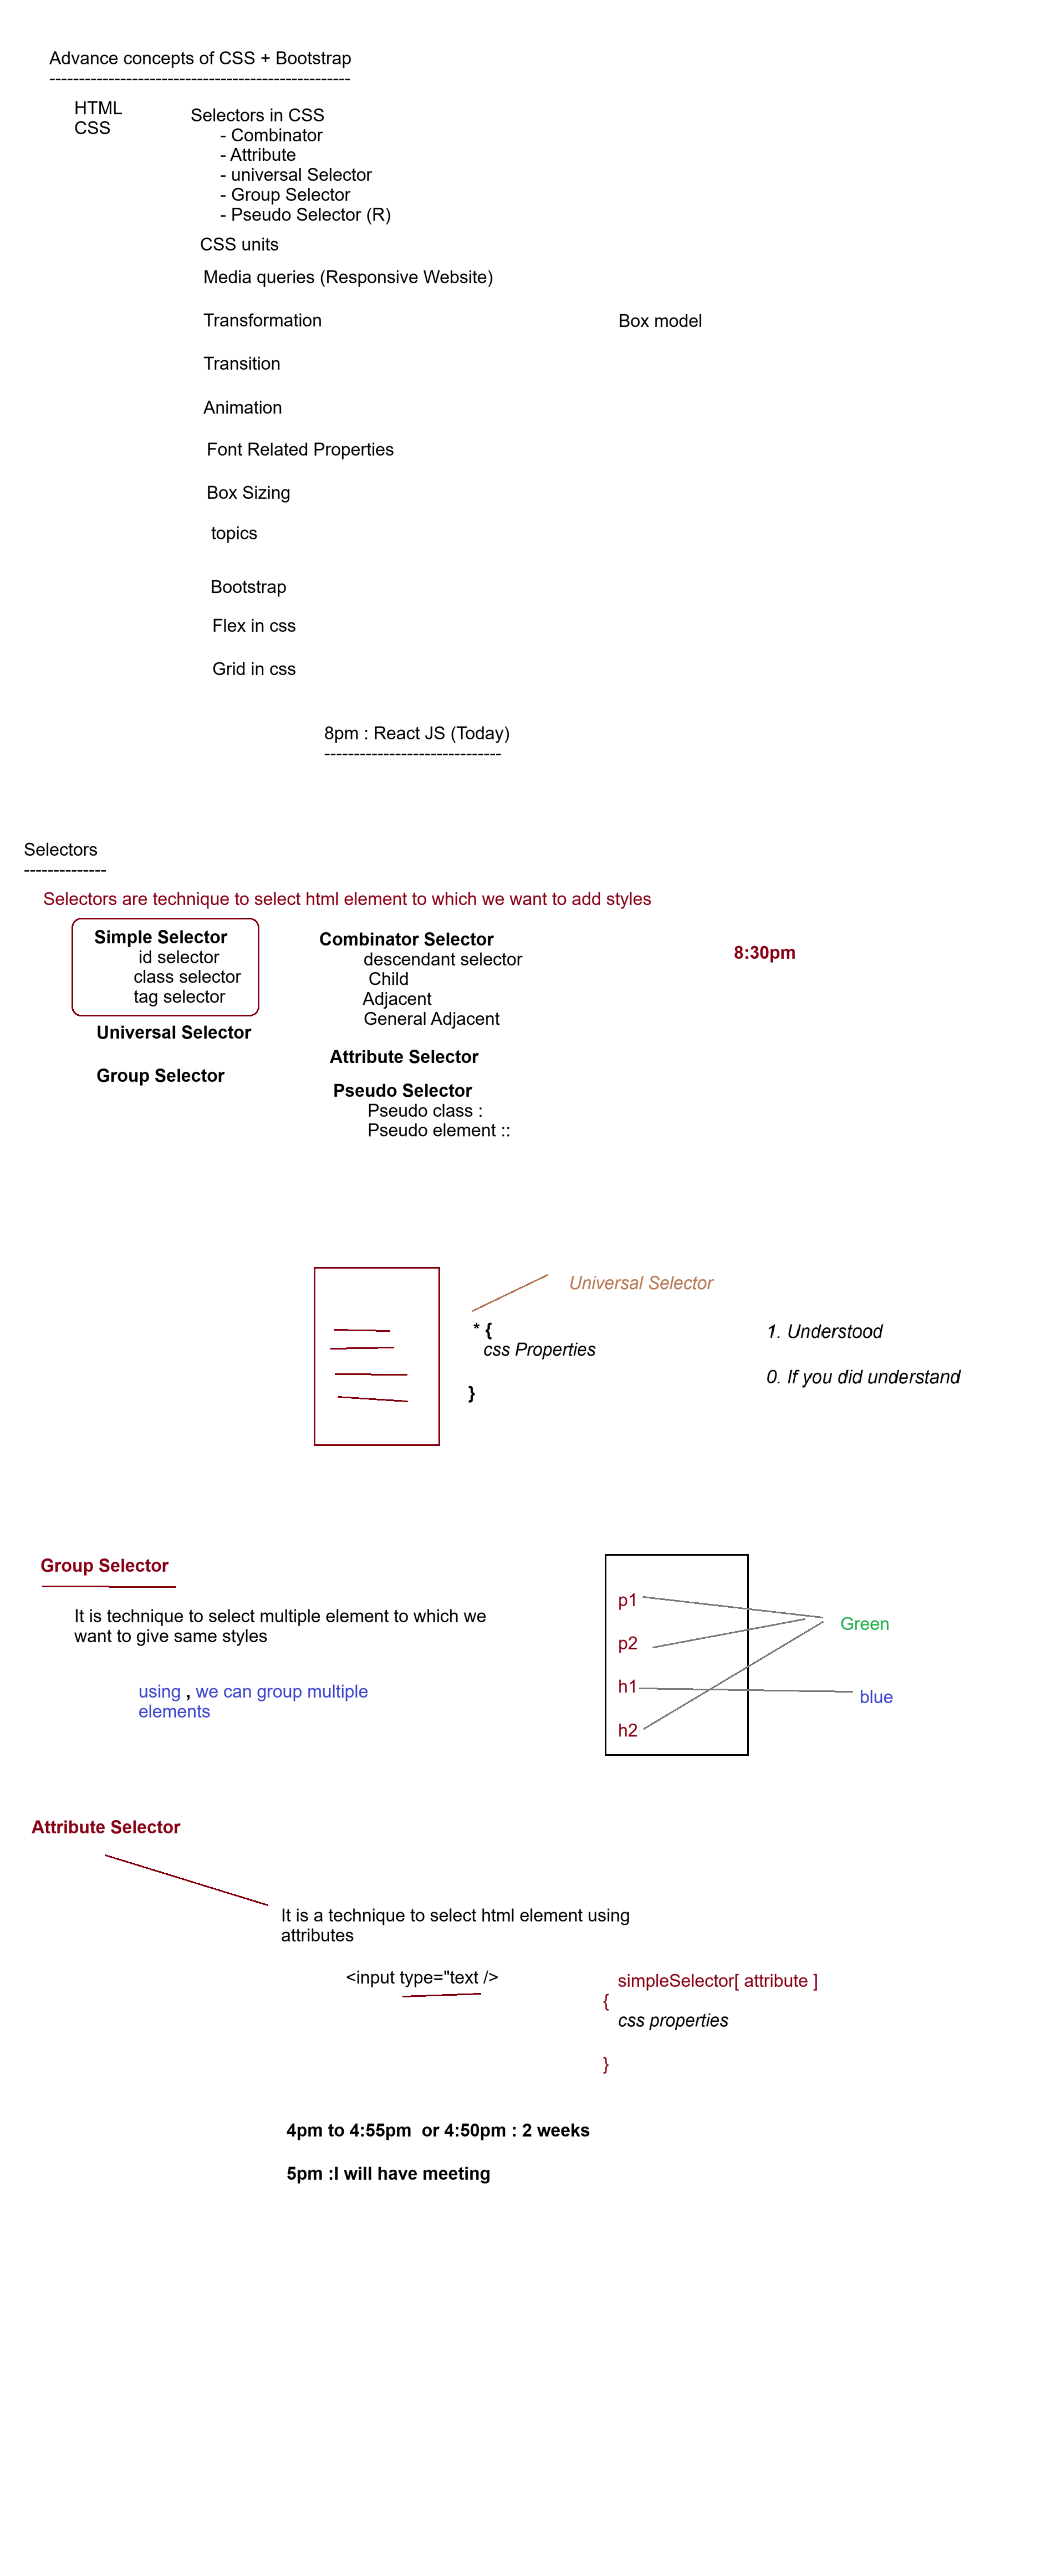 Advance concepts of CSS + Bootstrap
---------------------------------------------------
HTML
CSS
Selectors in CSS
- Combinator
- Attribute
- universal Selector
- Group Selector
- Pseudo Selector (R)
CSS units
Media queries (Responsive Website)
Transformation
Box model
Transition
Animation
Font Related Properties
Box Sizing
topics
Bootstrap
Flex in css
Grid in css
8pm : React JS (Today)
------------------------------
Selectors
--------------
Selectors are technique to select html element to which we want to add styles
Simple Selector
id selector
class selector
tag selector
Universal Selector
Group Selector
Combinator Selector
descendant selector
Child
Adjacent
General Adjacent
Attribute Selector
Pseudo Selector
Pseudo class :
Pseudo element ::
8:30pm
Universal Selector
* {
css Properties
}
1. Understood
0. If you did understand
Group Selector
It is technique to select multiple element to which we
want to give same styles
using , we can group multiple
elements
p1
p2
h1
h2
Green
blue
Attribute Selector
It is a technique to select html element using
attributes
<input type="text />
simpleSelector[ attribute ]
{
css properties
}
4pm to 4:55pm  or 4:50pm : 2 weeks
5pm :I will have meeting